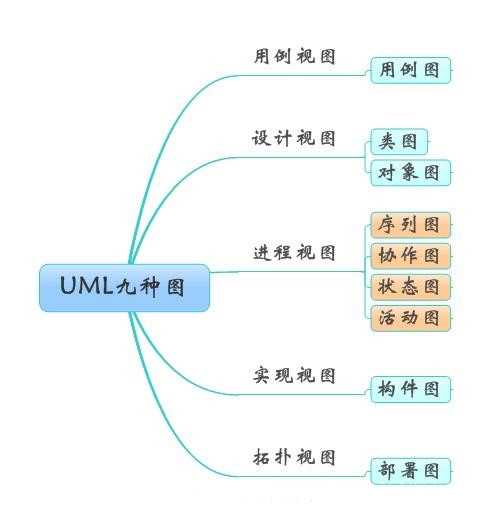 用例视图
用例图
设计视图
类图
对象图
序列图
进程视图
协作图
UML九种图
状态图
活动图
实现视图
构件图
拓扑视图
部署图